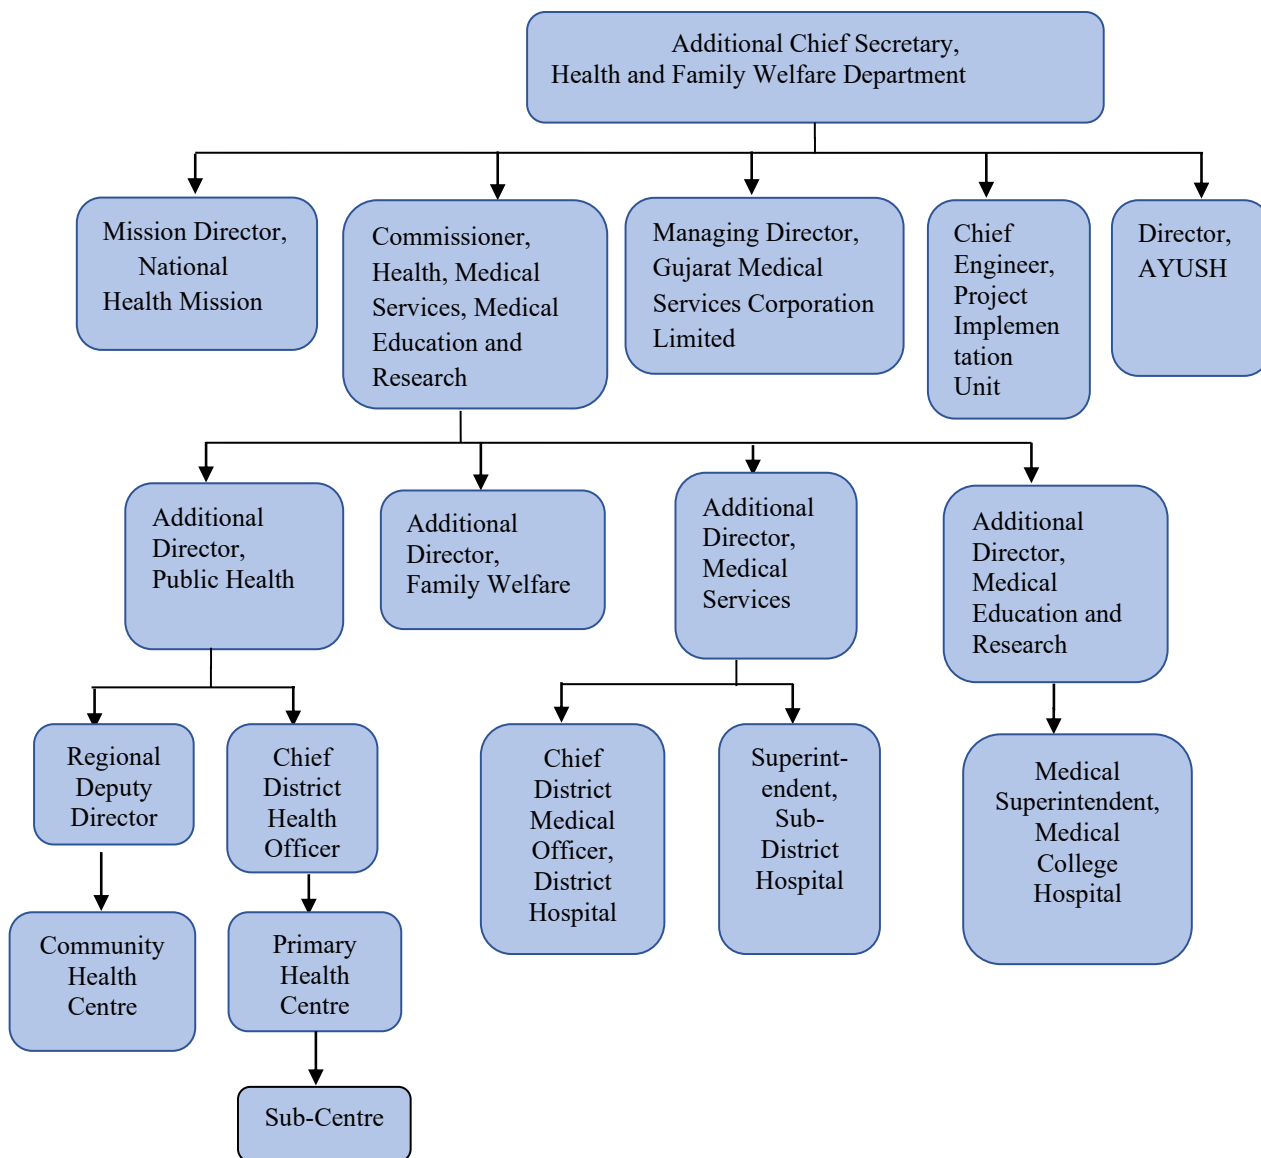 Additional Chief Secretary,
Health and Family Welfare Department
Mission Director,
National
Health Mission
Commissioner,
Health, Medical
Services, Medical
Education and
Research
Managing Director,
Gujarat Medical
Services Corporation
Limited
Chief
Engineer,
Project
Implemen
tation
Unit
Director,
AYUSH
Additional
Director,
Public Health
Additional
Director,
Family Welfare
Additional
Director,
Medical
Services
Additional
Director,
Medical
Education and
Research
Regional
Deputy
Director
Chief
District
Health
Officer
Chief
District
Medical
Officer,
District
Hospital
Superint-
endent,
Sub-
District
Hospital
Medical
Superintendent,
Medical
College
Hospital
Community
Health
Centre
Primary
Health
Centre
Sub-Centre